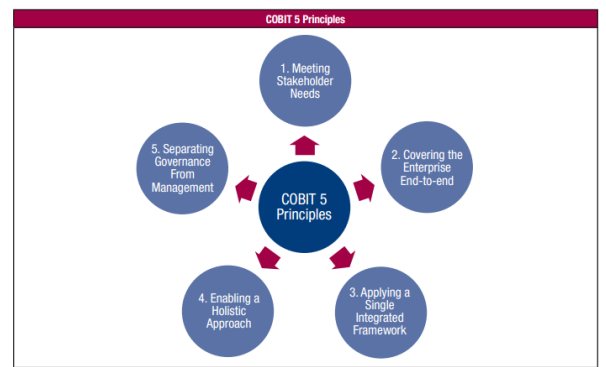 COBIT 5 Principles
1. Meeting
Stakeholder
Needs
5. Separating
Governance
From
Management
2. Covering the
Enterprise
End-to-end
COBIT 5
Principles
4. Enabling a
Holistic
Approach
3. Applying a
Single
Integrated
Framework